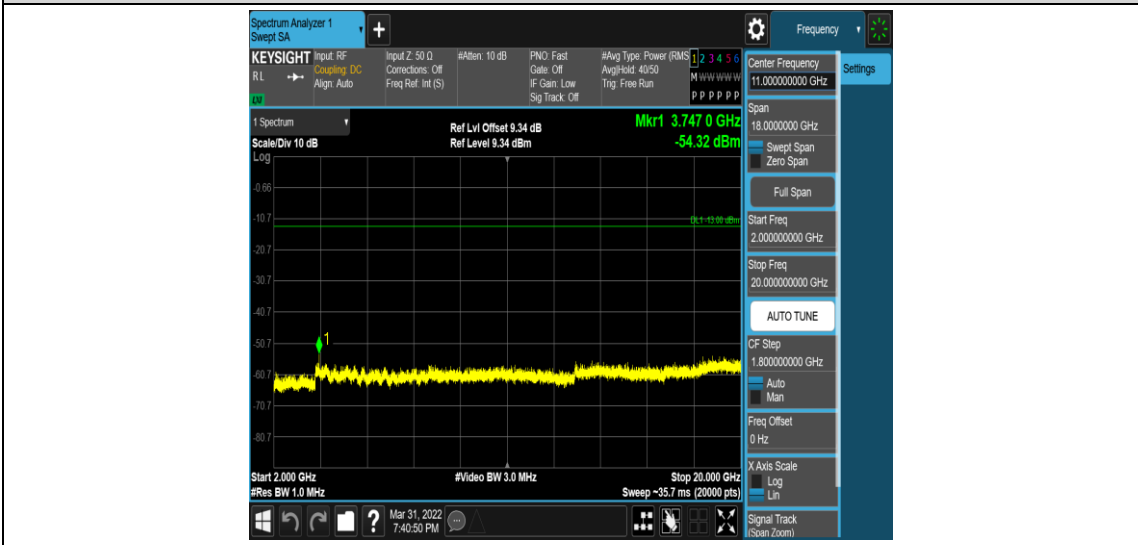 Spectrum Analyzer 1
Swept SA
+
Frequency
KEYSIGHT
RL
LXI
Input: RF
Coupling: DC
Align: Auto
Input Z: 50 Ω
Corrections: Off
Freq Ref: Int (S)
#Atten: 10 dB
PNO: Fast
Gate: Off
IF Gain: Low
Sig Track: Off
#Avg Type: Power (RMS
Avg|Hold: 40/50
Trig: Free Run
1 2 3 4 5 6
M W W W W W
P P P P P P
1 Spectrum
Scale/Div 10 dB
Log
Ref Lvl Offset 9.34 dB
Ref Level 9.34 dBm
Mkr1 3.747 0 GHz
-54.32 dBm
-0.66
-10.7
DL1 -13.00 dBm
-20.7
-30.7
-40.7
-50.7
1
-60.7
-70.7
-80.7
Start 2.000 GHz
#Res BW 1.0 MHz
#Video BW 3.0 MHz
Stop 20.000 GHz
Sweep ~35.7 ms (20000 pts)
?
Mar 31, 2022
7:40:50 PM
Center Frequency
11.000000000 GHz
Settings
Span
18.0000000 GHz
Swept Span
Zero Span
Full Span
Start Freq
2.000000000 GHz
Stop Freq
20.000000000 GHz
AUTO TUNE
CF Step
1.800000000 GHz
Auto
Man
Freq Offset
0 Hz
X Axis Scale
Log
Lin
Signal Track
(Span Zoom)